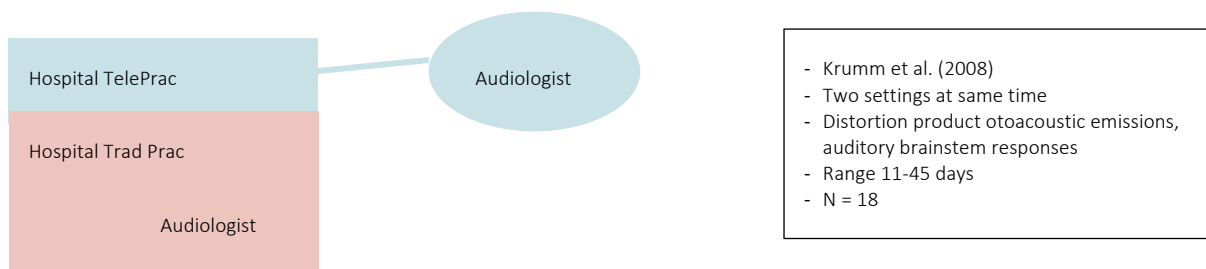 Hospital TelePrac
Audiologist
Hospital Trad Prac
Audiologist
- Krumm et al. (2008)
- Two settings at same time
- Distortion product otoacoustic emissions,
auditory brainstem responses
- Range 11-45 days
- N = 18